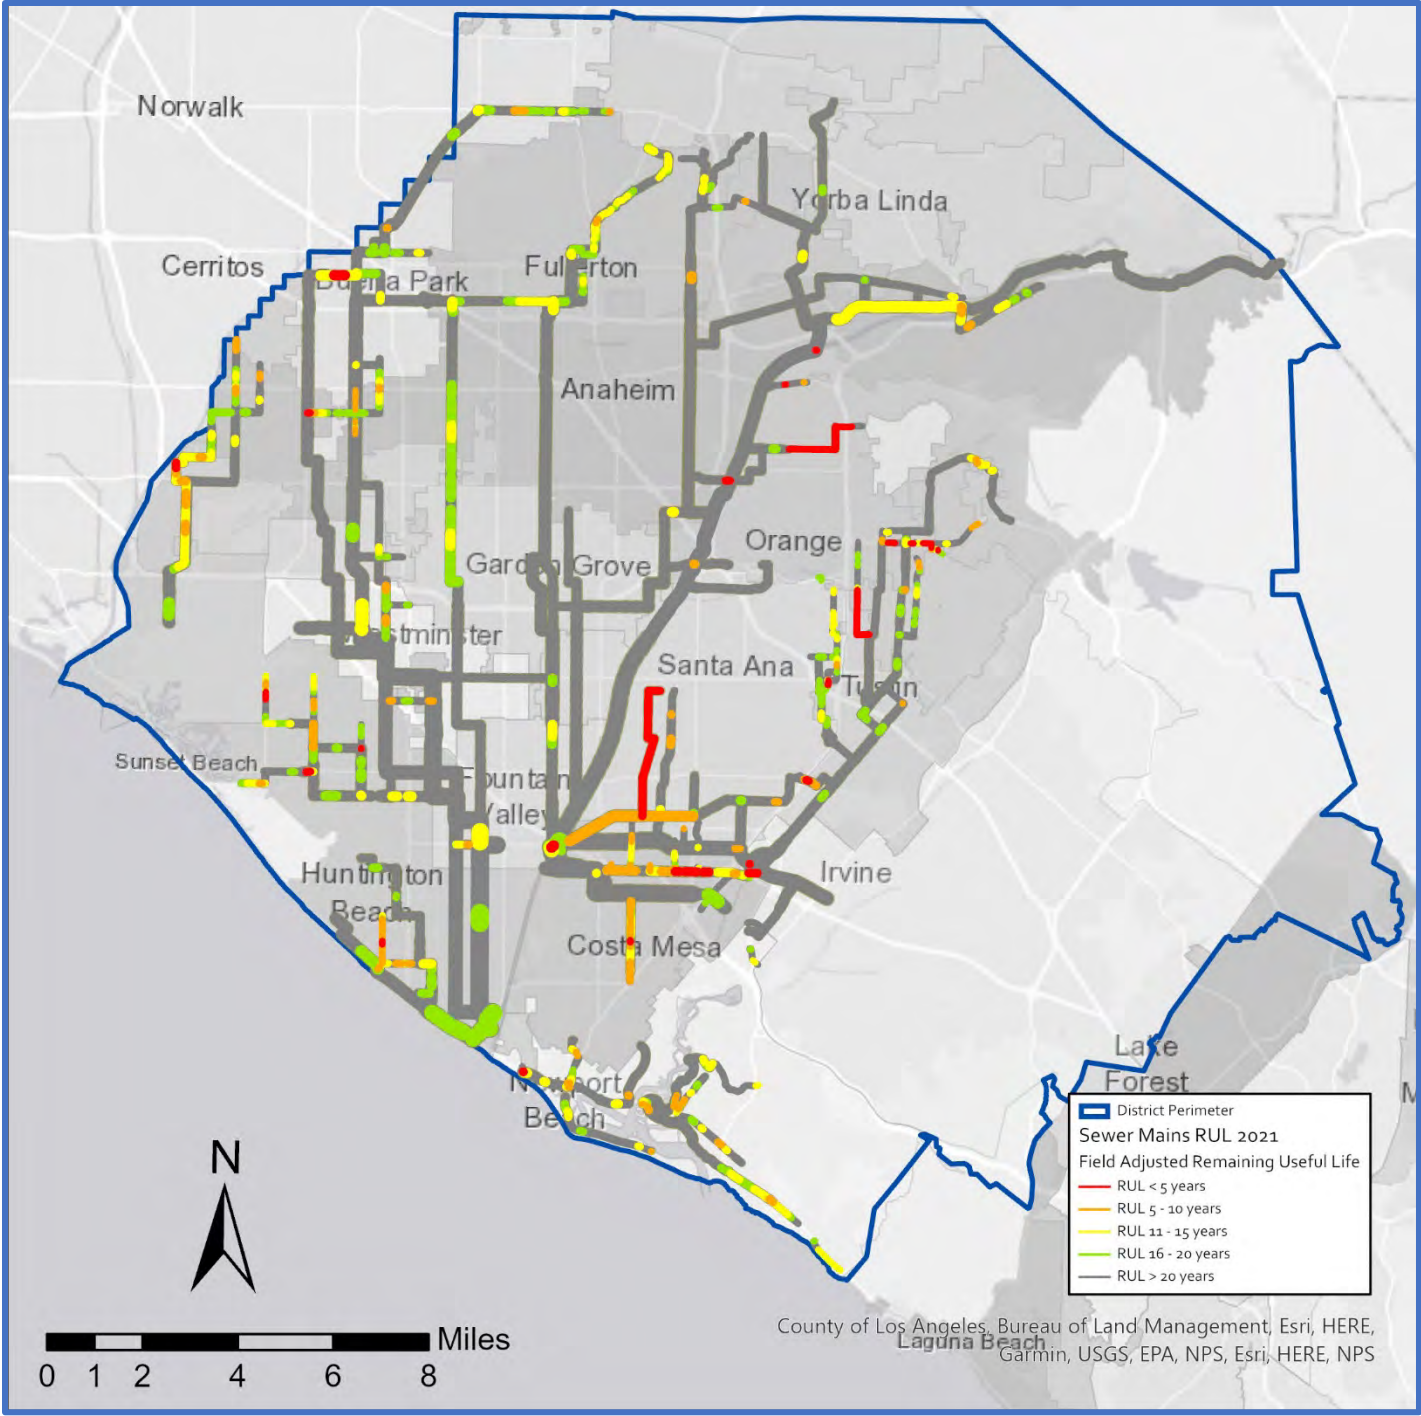 Norwalk
Yorba Linda
Cerritos
Fullerton
Buena Park
Anaheim
Orange
Garden Grove
Westminster
Santa Ana
Tustin
Sunset Beach
Fountain
Valley
Irvine
Huntington
Beach
Costa Mesa
Lake
Forest
Newport
Beach
M
District Perimeter
Sewer Mains RUL 2021
Field Adjusted Remaining Useful Life
RUL < 5 years
RUL 5 - 10 years
RUL 11 - 15 years
RUL 16 - 20 years
RUL > 20 years
N
Miles
0 1 2 4 6 8
County of Los Angeles, Bureau of Land Management, Esri, HERE,
Laguna Beach
Garmin, USGS, EPA, NPS, Esri, HERE, NPS